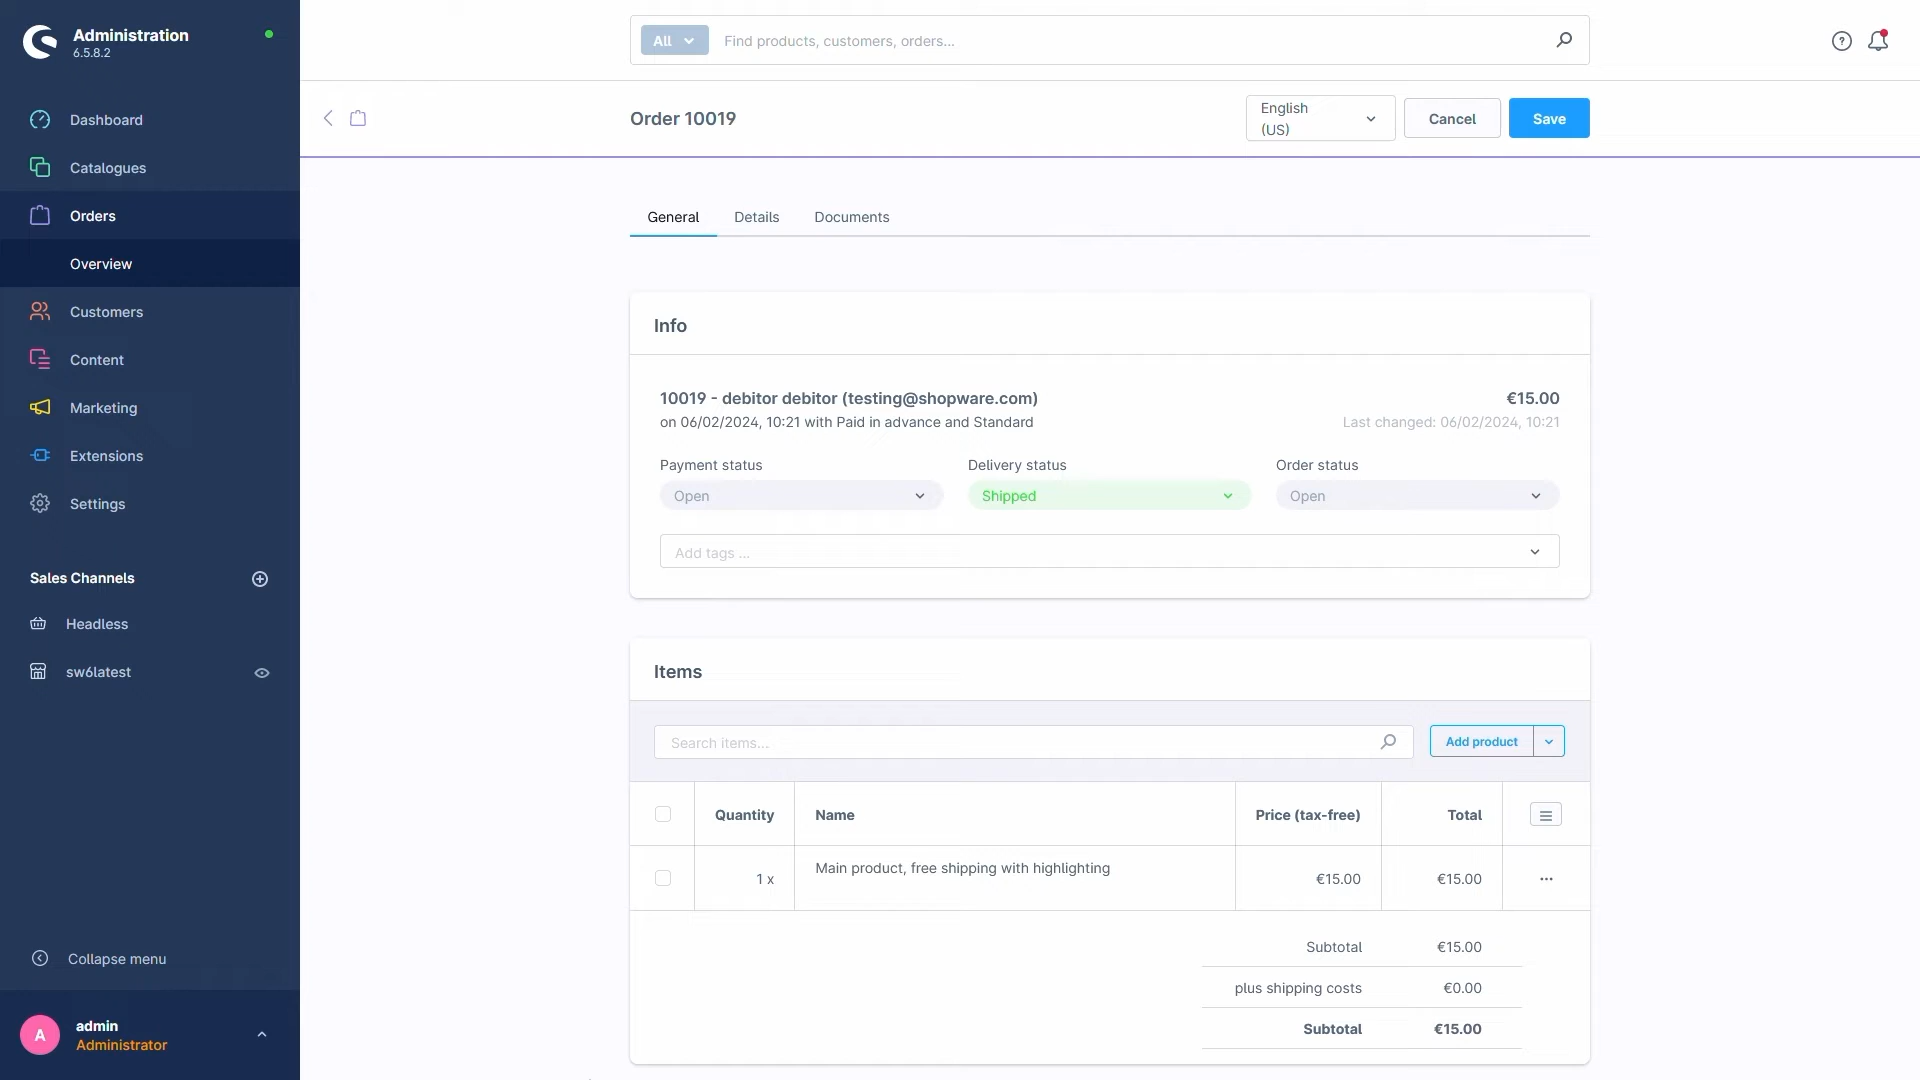 Administration
6.5.8.2
All
Find products, customers, orders...
Dashboard
Catalogues
Orders
Overview
Customers
Content
Marketing
Extensions
Settings
Sales Channels
Headless
sw6latest
Collapse menu
A
admin
Administrator
Order 10019
English
(US)
Cancel
Save
General
Details
Documents
Info
10019 - debitor debitor (testing@shopware.com)
€15.00
on 06/02/2024, 10:21 with Paid in advance and Standard
Last changed: 06/02/2024, 10:21
Payment status
Delivery status
Order status
Open
Shipped
Open
Add tags ...
Items
Search items...
Add product
Quantity
Name
Price (tax-free)
Total
1 x
Main product, free shipping with highlighting
€15.00
€15.00
Subtotal
€15.00
plus shipping costs
€0.00
Subtotal
€15.00